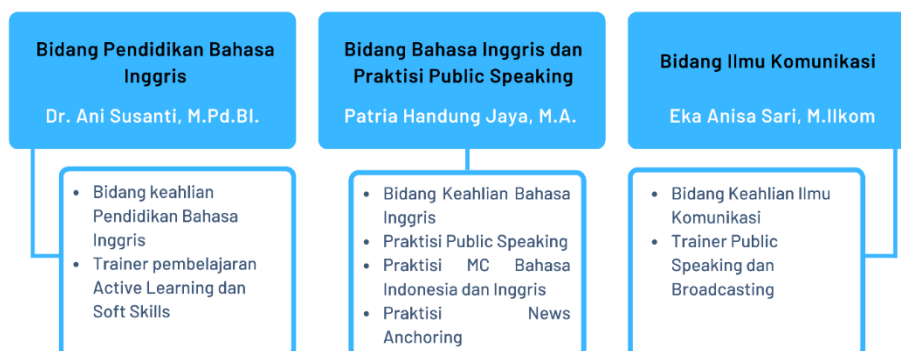 Bidang Pendidikan Bahasa
Inggris
Dr. Ani Susanti, M.Pd.BI.
Bidang keahlian
Pendidikan Bahasa
Inggris
Trainer pembelajaran
Active Learning dan
Soft Skills
Bidang Bahasa Inggris dan
Praktisi Public Speaking
Patria Handung Jaya, M.A.
Bidang Keahlian Bahasa
Inggris
Praktisi Public Speaking
Praktisi MC Bahasa
Indonesia dan Inggris
Praktisi News
Anchoring
Bidang Ilmu Komunikasi
Eka Anisa Sari, M.Ilkom
Bidang Keahlian Ilmu
Komunikasi
Trainer Public
Speaking dan
Broadcasting